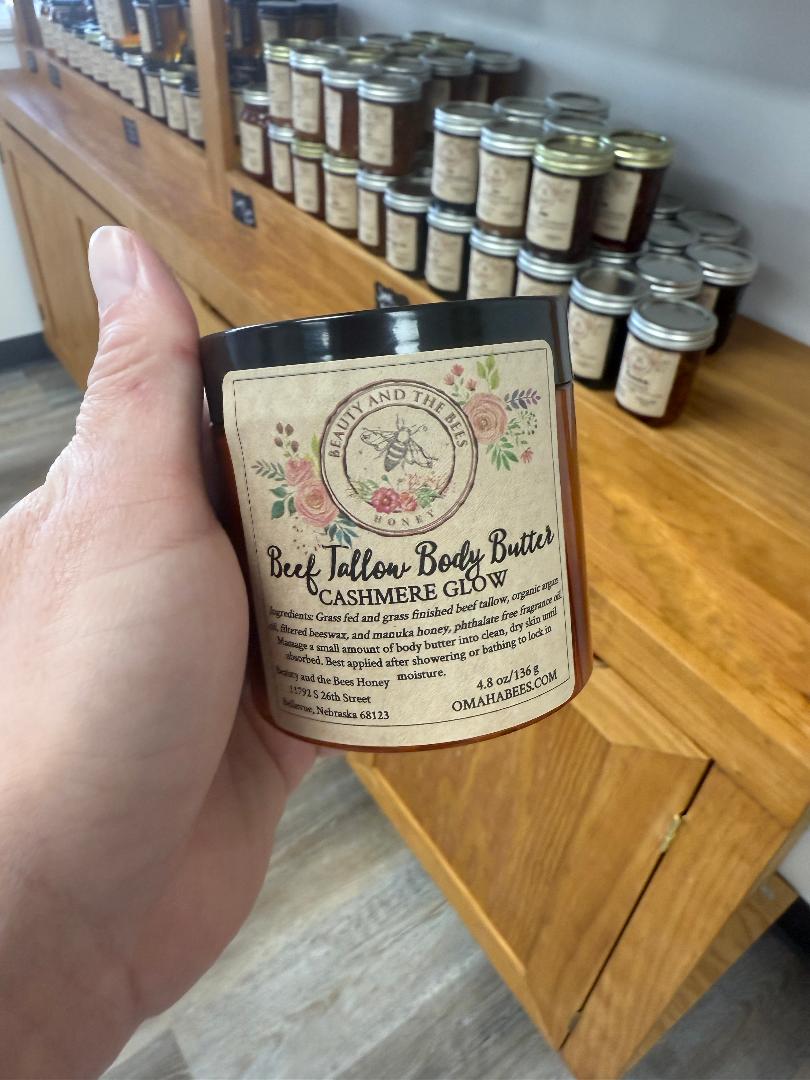 BEAUTY AND THE BEES
HONEY
Beef Tallow Body Butter
CASHMERE GLOW
Ingredients: Grass fed and grass finished beef tallow, organic argan
oil, filtered beeswax, and manuka honey, phthalate free fragrance oil.
Massage a small amount of body butter into clean, dry skin until
absorbed. Best applied after showering or bathing to lock in
moisture.
Beauty and the Bees Honey
11792 S 26th Street
Bellevue, Nebraska 68123
4.8 oz/136 g
OMAHABEES.COM